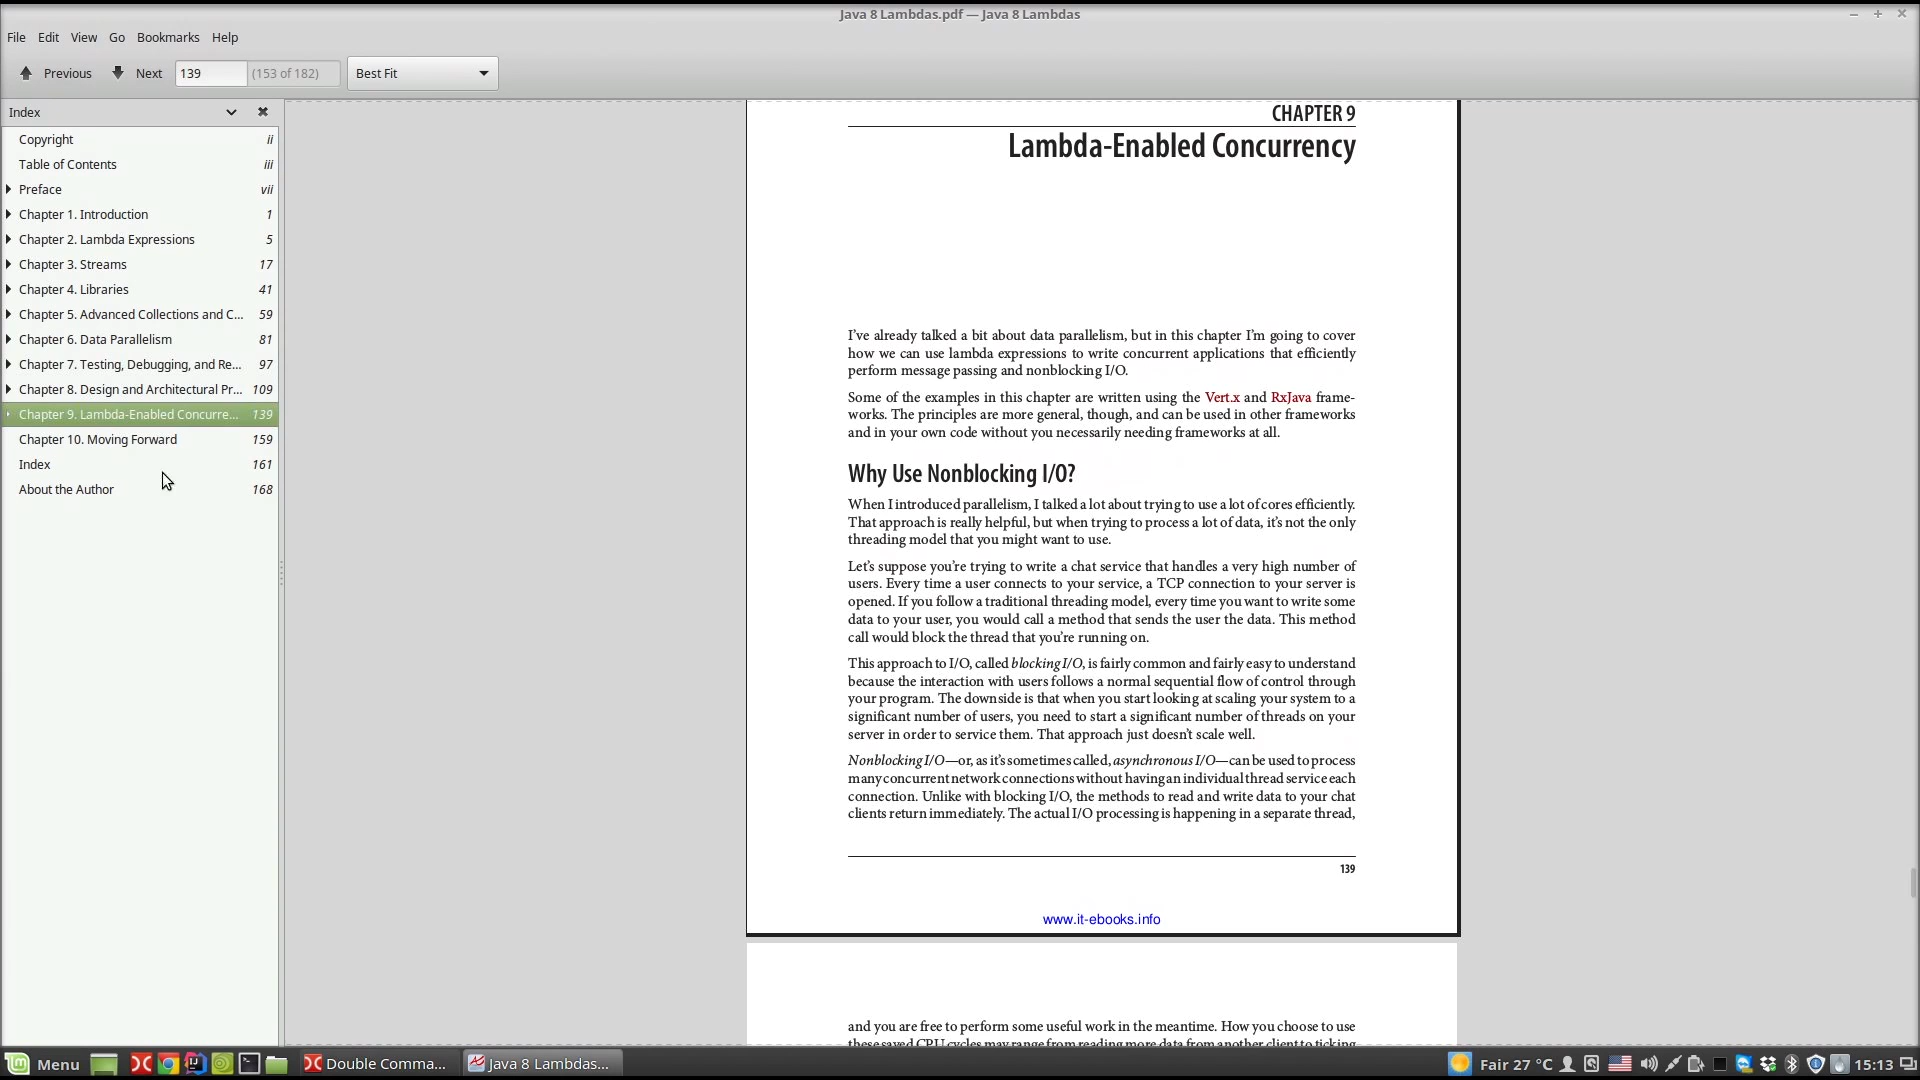 Java 8 Lambdas.pdf — Java 8 Lambdas
File Edit View Go Bookmarks Help
Previous Next 139 (153 of 182) Best Fit
Index
Copyright ii
Table of Contents iii
Preface vii
Chapter 1. Introduction 1
Chapter 2. Lambda Expressions 5
Chapter 3. Streams 17
Chapter 4. Libraries 41
Chapter 5. Advanced Collections and C... 59
Chapter 6. Data Parallelism 81
Chapter 7. Testing, Debugging, and Re... 97
Chapter 8. Design and Architectural Pr... 109
Chapter 9. Lambda-Enabled Concurre... 139
Chapter 10. Moving Forward 159
Index 161
About the Author 168
CHAPTER 9
Lambda-Enabled Concurrency
I've already talked a bit about data parallelism, but in this chapter I'm going to cover
how we can use lambda expressions to write concurrent applications that efficiently
perform message passing and nonblocking I/O.
Some of the examples in this chapter are written using the Vert.x and RxJava frame-
works. The principles are more general, though, and can be used in other frameworks
and in your own code without you necessarily needing frameworks at all.
Why Use Nonblocking I/O?
When I introduced parallelism, I talked a lot about trying to use a lot of cores efficiently.
That approach is really helpful, but when trying to process a lot of data, it's not the only
threading model that you might want to use.
Let's suppose you're trying to write a chat service that handles a very high number of
users. Every time a user connects to your service, a TCP connection to your server is
opened. If you follow a traditional threading model, every time you want to write some
data to your user, you would call a method that sends the user the data. This method
call would block the thread that you're running on.
This approach to I/O, called blocking I/O, is fairly common and fairly easy to understand
because the interaction with users follows a normal sequential flow of control through
your program. The downside is that when you start looking at scaling your system to a
significant number of users, you need to start a significant number of threads on your
server in order to service them. That approach just doesn't scale well.
Nonblocking I/O—or, as it's sometimes called, asynchronous I/O—can be used to process
many concurrent network connections without having an individual thread service each
connection. Unlike with blocking I/O, the methods to read and write data to your chat
clients return immediately. The actual I/O processing is happening in a separate thread,
139
www.it-ebooks.info
and you are free to perform some useful work in the meantime. How you choose to use
these saved CPU cycles may range from reading more data from another client to ticking
Menu Double Comma... Java 8 Lambdas... Fair 27 °C 15:13